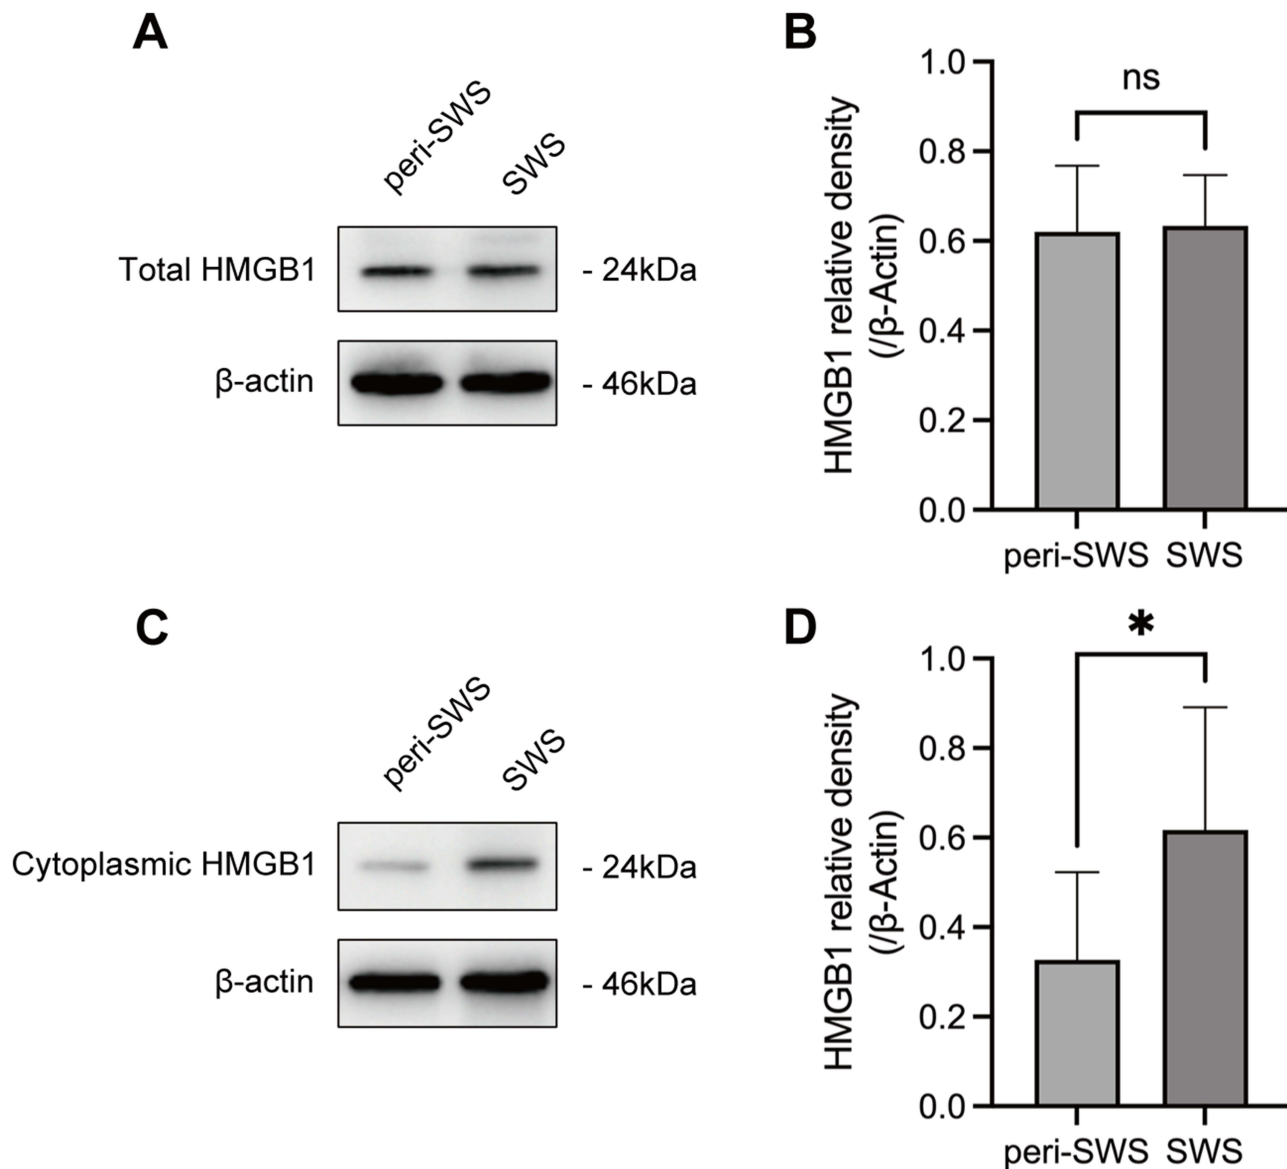 A
peri-SWS
SWS
Total HMGB1
- 24kDa
β-actin
- 46kDa
B
HMGB1 relative density
(/β-Actin)
1.0
0.8
0.6
0.4
0.2
0.0
ns
peri-SWS
SWS
C
peri-SWS
SWS
Cytoplasmic HMGB1
- 24kDa
β-actin
- 46kDa
D
HMGB1 relative density
(/β-Actin)
1.0
0.8
0.6
0.4
0.2
0.0
*
peri-SWS
SWS